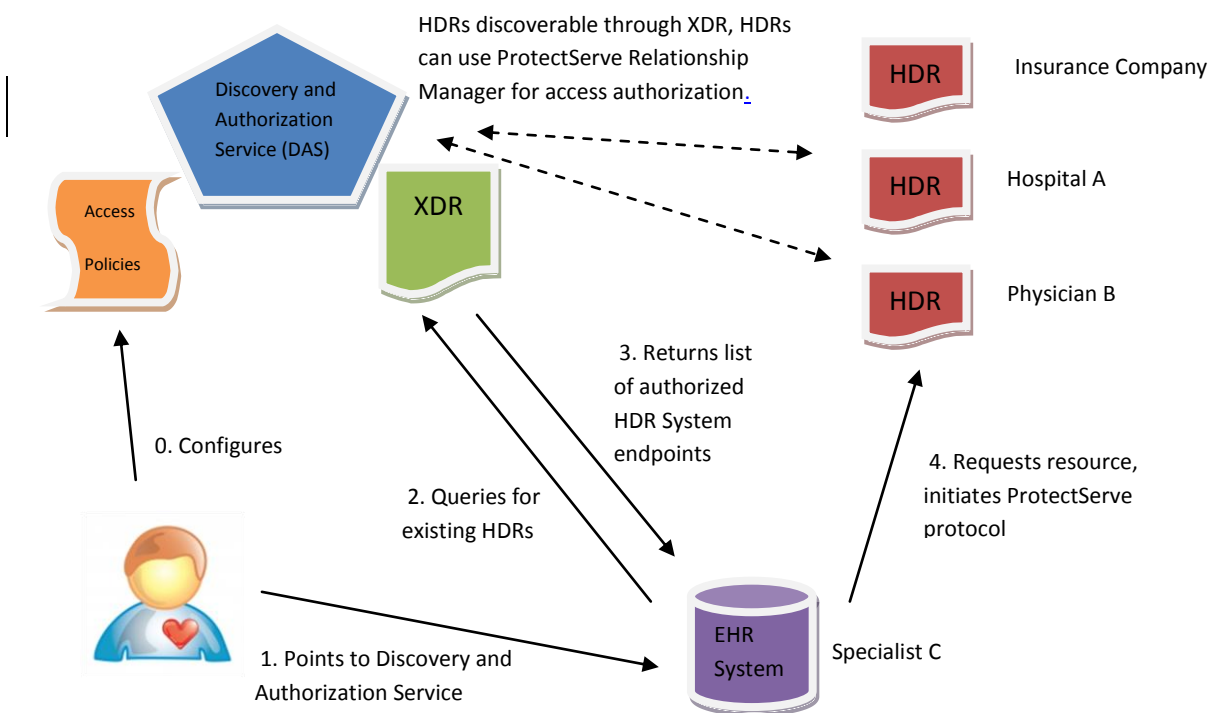 HDRs discoverable through XDR, HDRs
can use ProtectServe Relationship
Manager for access authorization.
Discovery and
Authorization
Service (DAS)
HDR
Insurance Company
Access
Policies
XDR
HDR
Hospital A
HDR
Physician B
3. Returns list
of authorized
HDR System
endpoints
0. Configures
2. Queries for
existing HDRs
4. Requests resource,
initiates ProtectServe
protocol
EHR
System
Specialist C
1. Points to Discovery and
Authorization Service